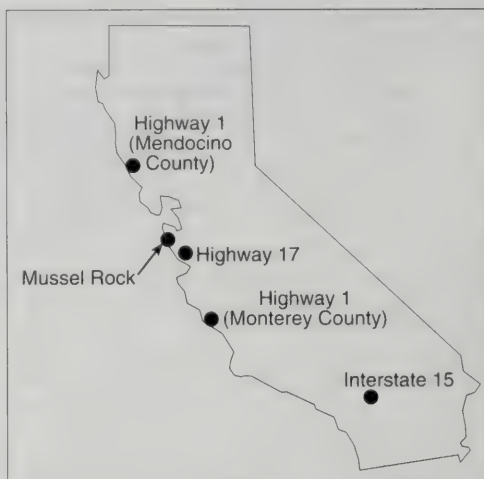 Highway 1
(Mendocino
County)
Highway 17
Mussel Rock
Highway 1
(Monterey County)
Interstate 15